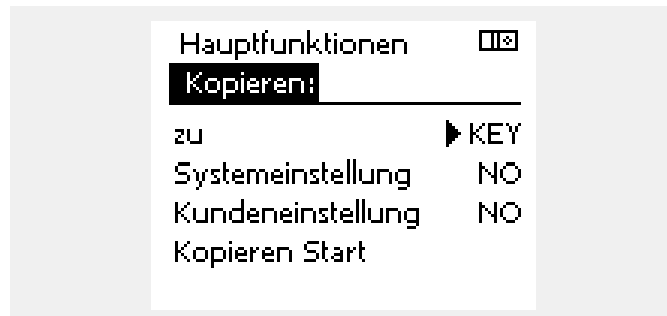 Hauptfunktionen
Kopieren:
zu KEY
Systemeinstellung NO
Kundeneinstellung NO
Kopieren Start